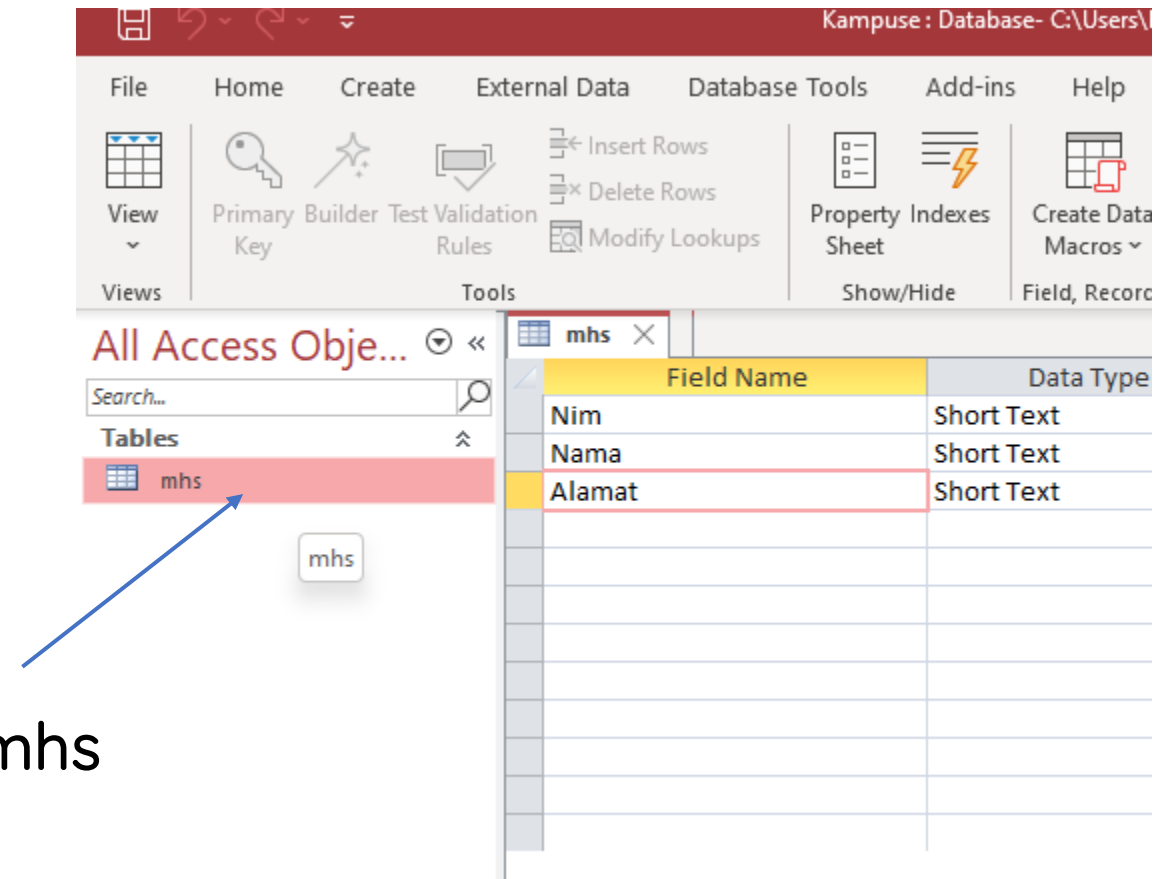 Kampuse : Database- C:\Users\
File Home Create External Data Database Tools Add-ins Help
View
Primary Key
Builder
Test Validation Rules
Insert Rows
Delete Rows
Modify Lookups
Property Sheet
Indexes
Create Data Macros
Views
Tools
Show/Hide
Field, Record
All Access Obje...
Search...
Tables
mhs
mhs
mhs
Field Name Data Type
Nim Short Text
Nama Short Text
Alamat Short Text
mhs